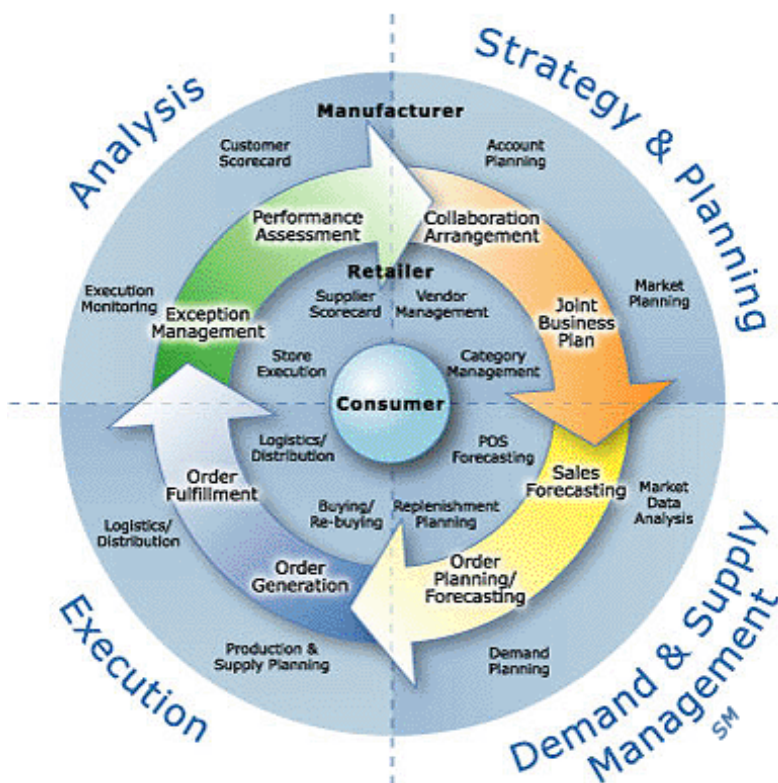 Analysis
Strategy & Planning
Manufacturer
Customer
Scorecard
Account
Planning
Performance
Assessment
Collaboration
Arrangement
Retailer
Execution
Monitoring
Exception
Management
Supplier
Scorecard
Vendor
Management
Joint
Business
Plan
Market
Planning
Store
Execution
Category
Management
Consumer
Logistics/
Distribution
POS
Forecasting
Order
Fulfillment
Sales
Forecasting
Logistics/
Distribution
Buying/
Re-buying
Replenishment
Planning
Market
Data
Analysis
Order
Generation
Order
Planning/
Forecasting
Production &
Supply Planning
Demand
Planning
Execution
Demand & Supply
Management
SM